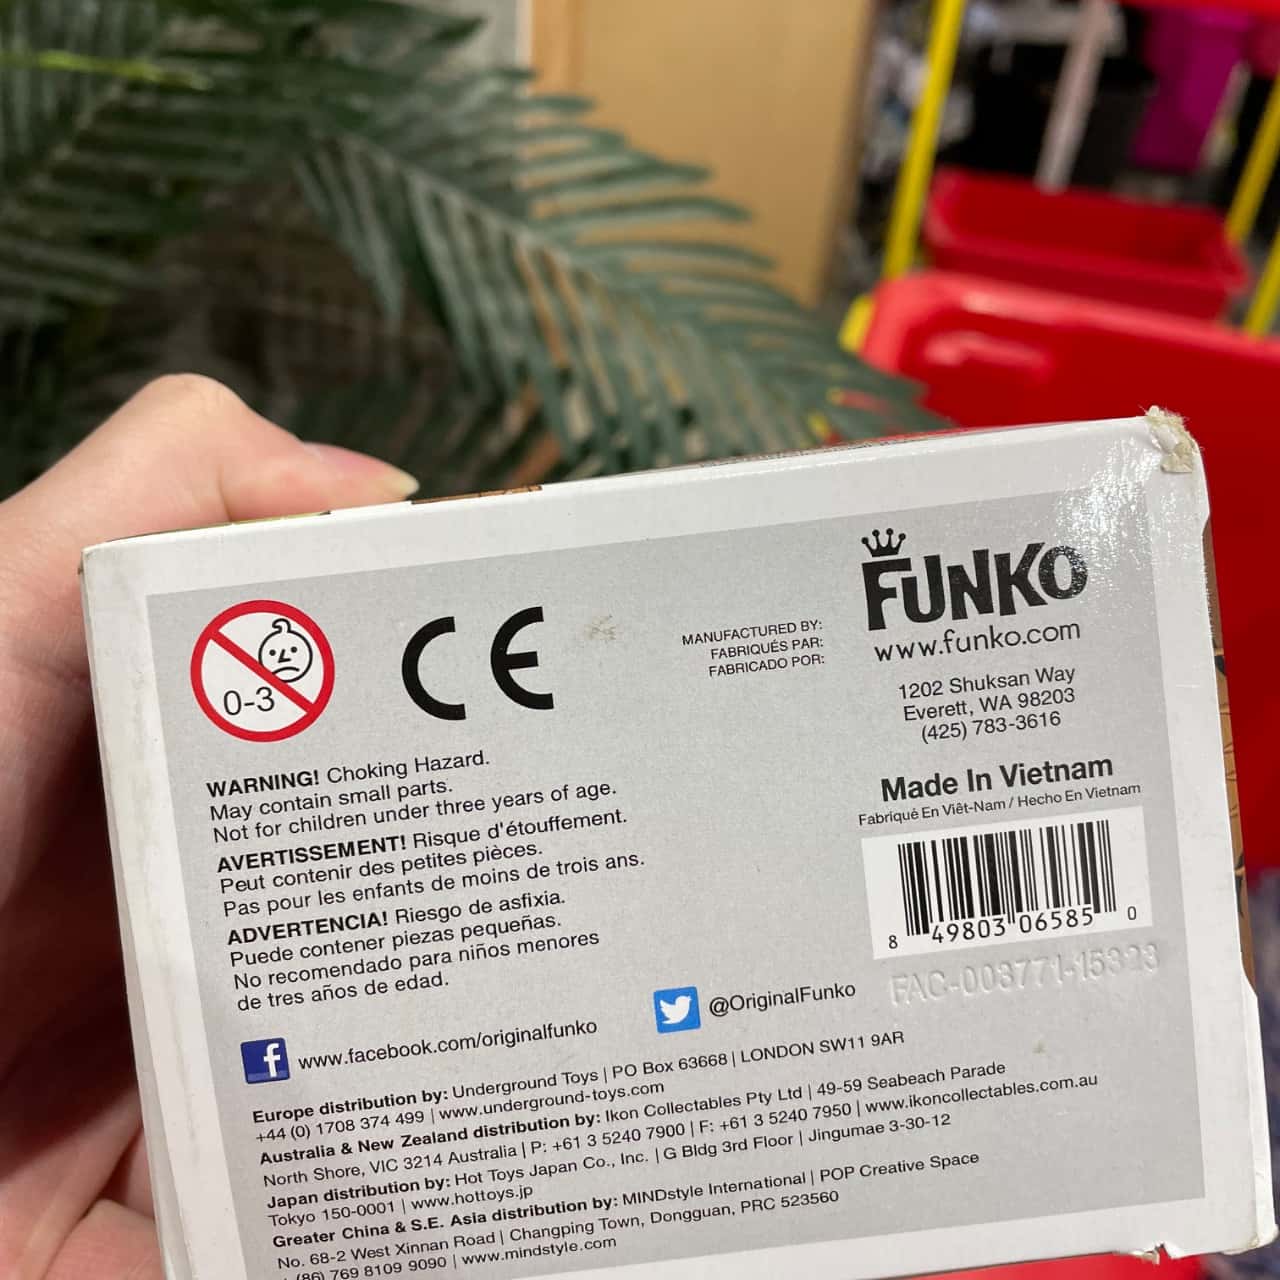 0-3
CE
MANUFACTURED BY:
FABRIQUÉS PAR:
FABRICADO POR:
FUNKO
www.funko.com
1202 Shuksan Way
Everett, WA 98203
(425) 783-3616
Made In Vietnam
Fabriqué En Viêt-Nam / Hecho En Vietnam
8 49803 06585 0
FAC-003771-15323
WARNING! Choking Hazard.
May contain small parts.
Not for children under three years of age.
AVERTISSEMENT! Risque d'étouffement.
Peut contenir des petites pièces.
Pas pour les enfants de moins de trois ans.
ADVERTENCIA! Riesgo de asfixia.
Puede contener piezas pequeñas.
No recomendado para niños menores
de tres años de edad.
www.facebook.com/originalfunko
@OriginalFunko
Europe distribution by: Underground Toys | PO Box 63668 | LONDON SW11 9AR
+44 (0) 1708 374 499 | www.underground-toys.com
Australia & New Zealand distribution by: Ikon Collectables Pty Ltd | 49-59 Seabeach Parade
North Shore, VIC 3214 Australia | P: +61 3 5240 7900 | F: +61 3 5240 7950 | www.ikoncollectables.com.au
Japan distribution by: Hot Toys Japan Co., Inc. | G Bldg 3rd Floor | Jingumae 3-30-12
Tokyo 150-0001 | www.hottoys.jp
Greater China & S.E. Asia distribution by: MINDstyle International | POP Creative Space
No. 68-2 West Xinnan Road | Changping Town, Dongguan, PRC 523560
(86) 769 8109 9090 | www.mindstyle.com